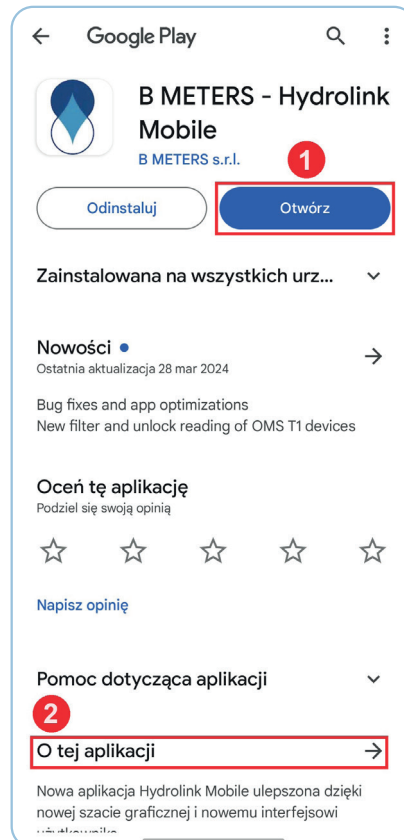 Google Play
B METERS - Hydrolink
Mobile
B METERS s.r.l.
1
Odinstaluj
Otwórz
Zainstalowana na wszystkich urz...
Nowości
Ostatnia aktualizacja 28 mar 2024
Bug fixes and app optimizations
New filter and unlock reading of OMS T1 devices
Oceń tę aplikację
Podziel się swoją opinią
Napisz opinię
Pomoc dotycząca aplikacji
2
O tej aplikacji
Nowa aplikacja Hydrolink Mobile ulepszona dzięki
nowej szacie graficznej i nowemu interfejsowi